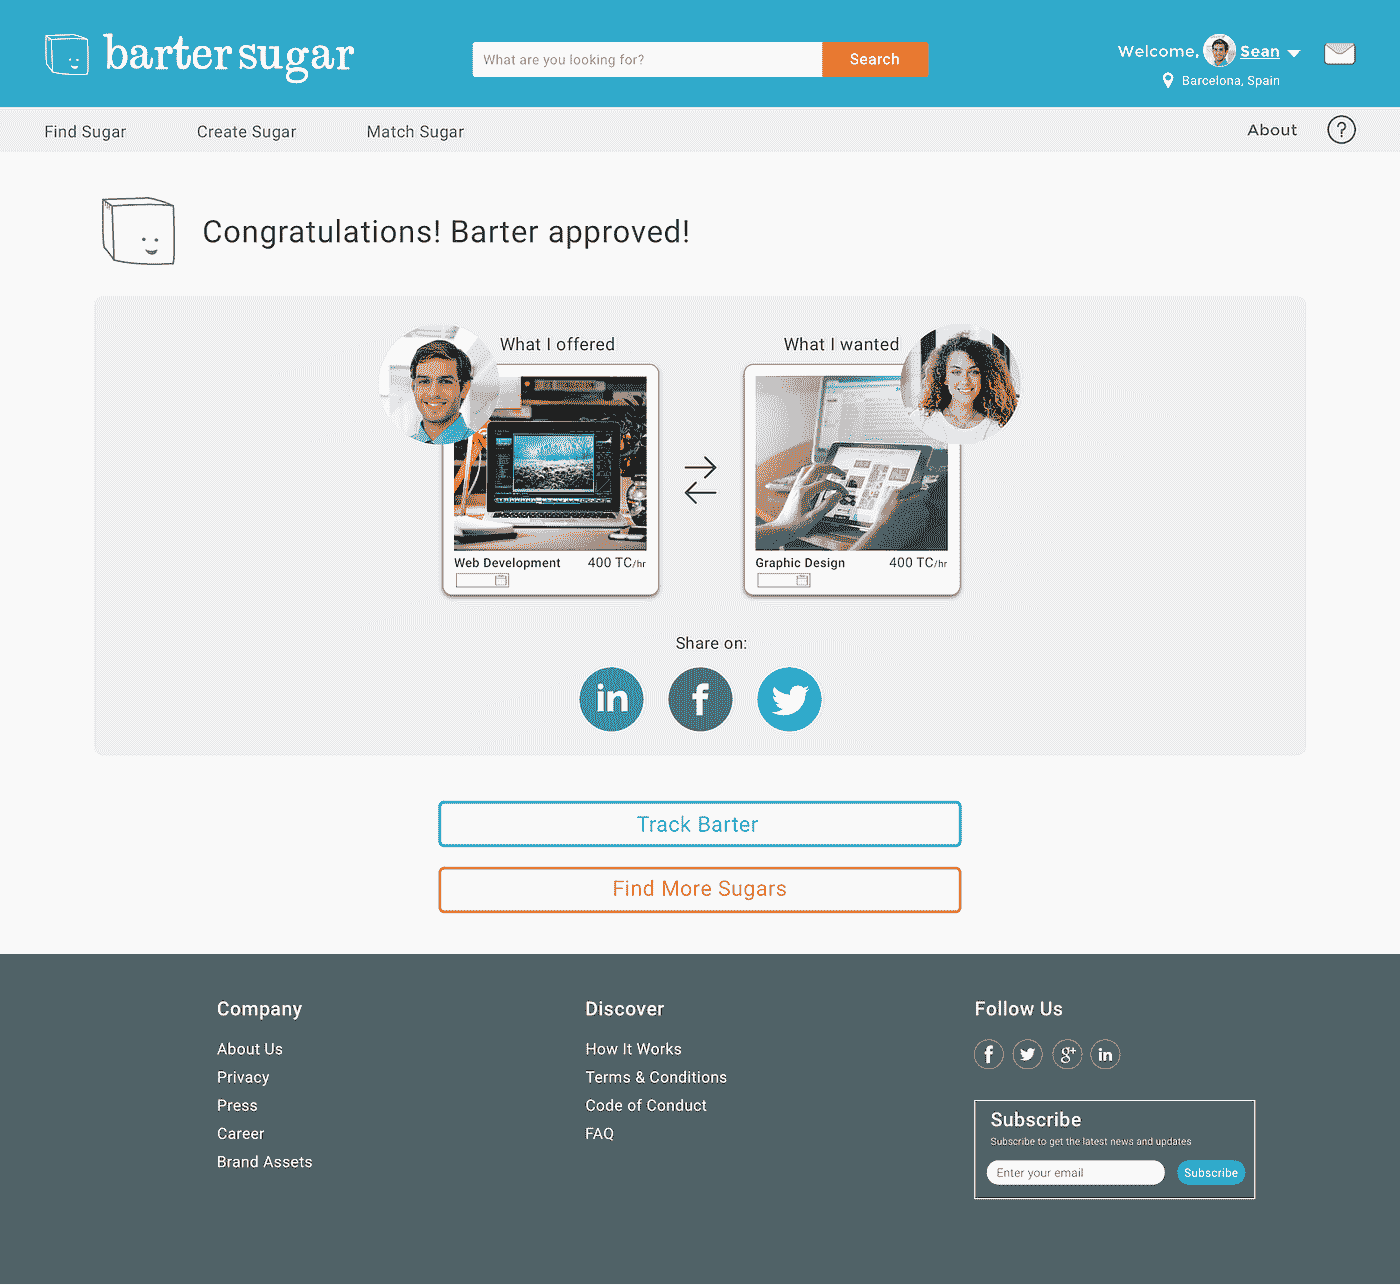 barter sugar
What are you looking for?
Search
Welcome, Sean
Barcelona, Spain
Find Sugar
Create Sugar
Match Sugar
About
?
Congratulations! Barter approved!
What I offered
What I wanted
Web Development 400 TC/hr
Graphic Design 400 TC/hr
Share on:
in
f
Track Barter
Find More Sugars
Company
About Us
Privacy
Press
Career
Brand Assets
Discover
How It Works
Terms & Conditions
Code of Conduct
FAQ
Follow Us
f
g+
in
Subscribe
Subscribe to get the latest news and updates
Enter your email
Subscribe